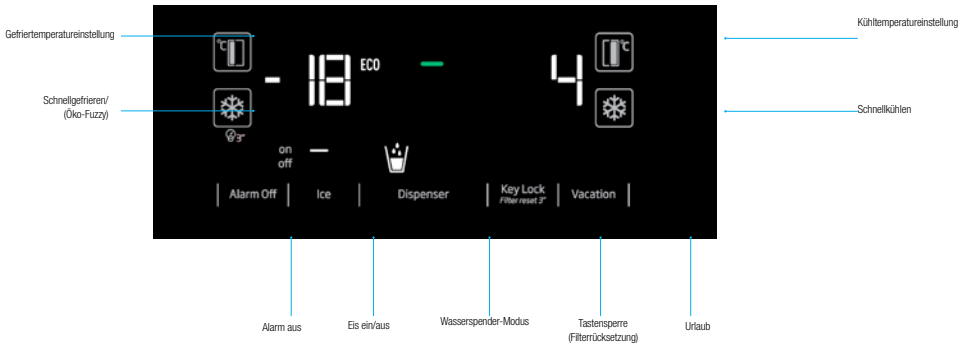 Gefriertemperatureinstellung
Kühltemperatureinstellung
°C
- 18 ECO
4
°C
Schnellgefrieren/
(Öko-Fuzzy)
Schnellkühlen
3"
on
off
Alarm Off
Ice
Dispenser
Key Lock
Filter reset 3"
Vacation
Alarm aus
Eis ein/aus
Wasserspender-Modus
Tastensperre
(Filterrücksetzung)
Urlaub